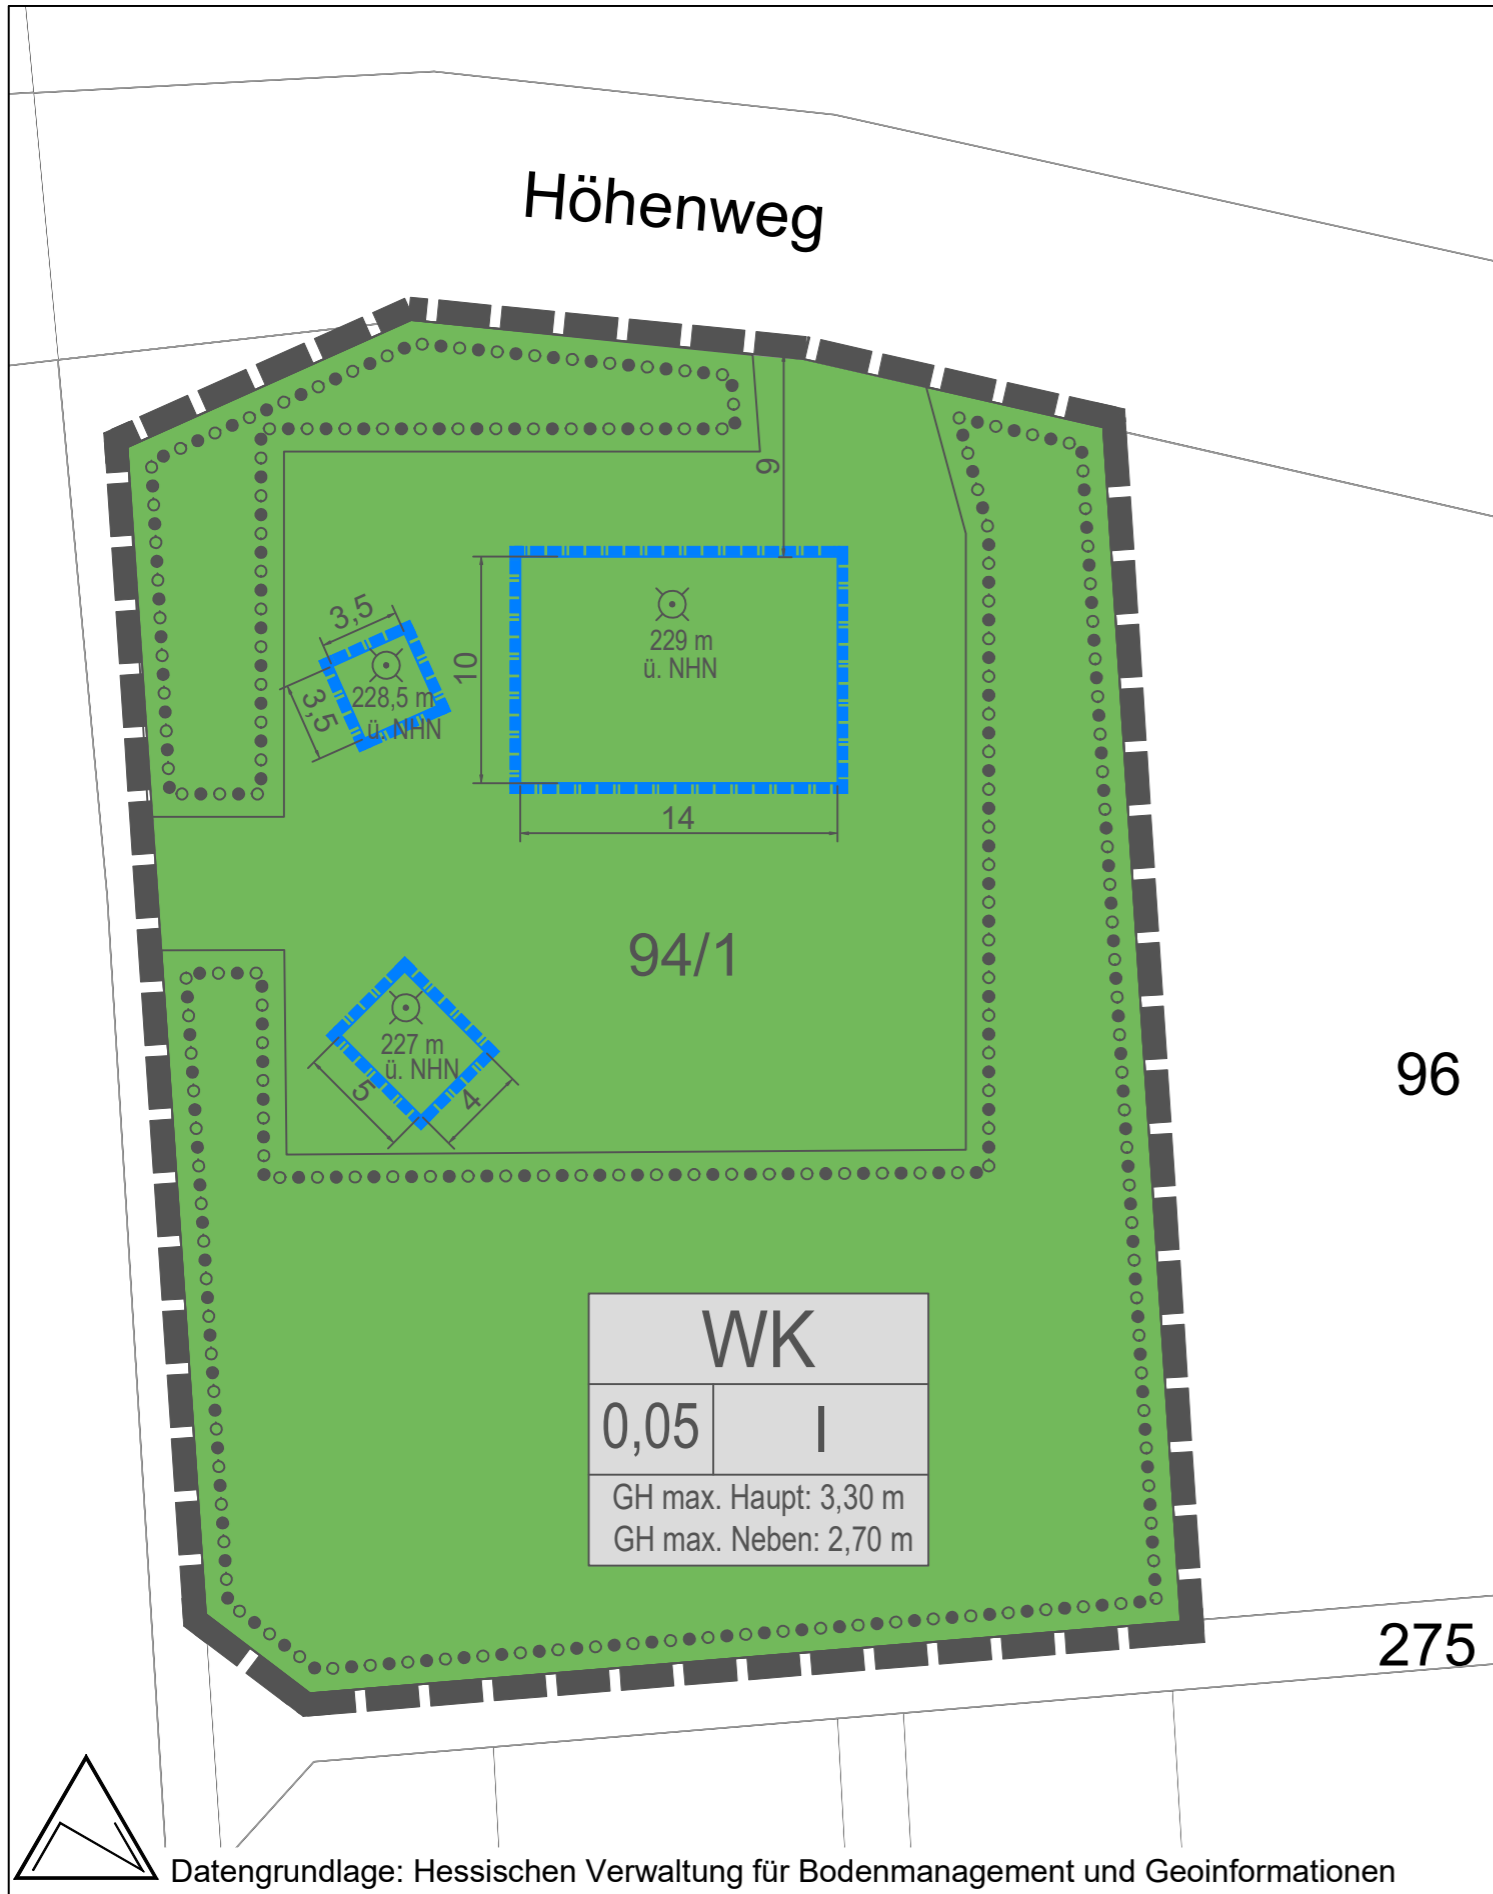 Höhenweg
9
3,5
3,5
228,5 m
ü. NHN
10
229 m
ü. NHN
14
94/1
227 m
ü. NHN
5
4
96
WK
0,05
I
GH max. Haupt: 3,30 m
GH max. Neben: 2,70 m
275
Datengrundlage: Hessischen Verwaltung für Bodenmanagement und Geoinformationen